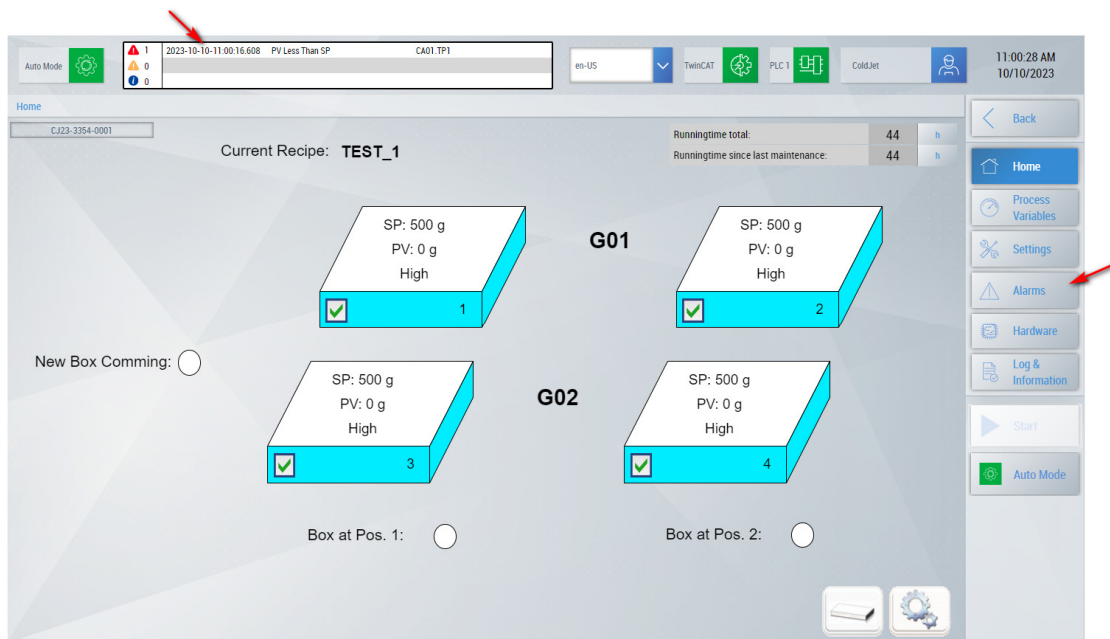 Auto Mode
1 2023-10-10-11:00:16.608 PV Less Than SP CA01.TP1
0
0
en-US
TwinCAT
PLC 1
ColdJet
11:00:28 AM
10/10/2023
Home
CJ23-3354-0001
Current Recipe: TEST_1
Runningtime total: 44 h
Runningtime since last maintenance: 44 h
SP: 500 g
PV: 0 g
High
1
G01
SP: 500 g
PV: 0 g
High
2
New Box Comming:
SP: 500 g
PV: 0 g
High
3
G02
SP: 500 g
PV: 0 g
High
4
Box at Pos. 1:
Box at Pos. 2:
Back
Home
Process
Variables
Settings
Alarms
Hardware
Log &
Information
Start
Auto Mode